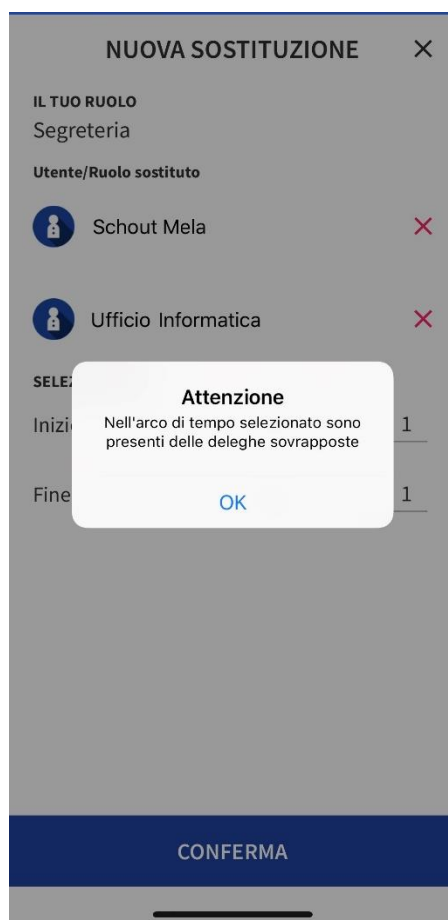 NUOVA SOSTITUZIONE
IL TUO RUOLO
Segreteria
Utente/Ruolo sostituto
Schout Mela
Ufficio Informatica
SELEZ
Attenzione
Inizi
Nell'arco di tempo selezionato sono
presenti delle deleghe sovrapposte
1
Fine
1
OK
CONFERMA